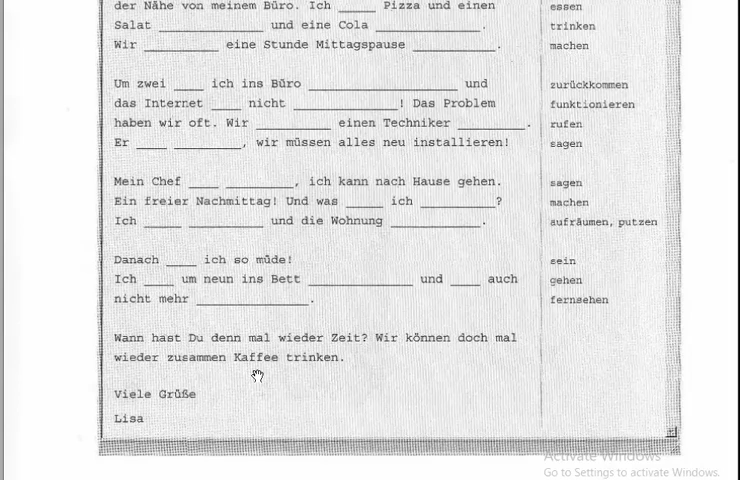 der Nähe von meinem Büro. Ich _____ Pizza und einen essen
Salat ______________ und eine Cola ______________. trinken
Wir __________ eine Stunde Mittagspause ___________. machen
Um zwei ____ ich ins Büro ____________________ und zurückkommen
das Internet ____ nicht ______________! Das Problem funktionieren
haben wir oft. Wir __________ einen Techniker _________. rufen
Er ____ _________, wir müssen alles neu installieren! sagen
Mein Chef ____ _________, ich kann nach Hause gehen. sagen
Ein freier Nachmittag! Und was _____ ich __________? machen
Ich _____ __________ und die Wohnung ____________. aufräumen, putzen
Danach ____ ich so müde! sein
Ich ____ um neun ins Bett ______________ und ____ auch gehen
nicht mehr _______________. fernsehen
Wann hast Du denn mal wieder Zeit? Wir können doch mal
wieder zusammen Kaffee trinken.
Viele Grüße
Lisa
Activate Windows
Go to Settings to activate Windows.